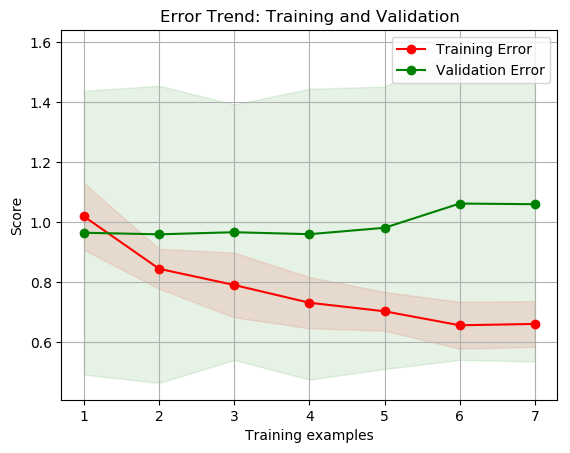 Error Trend: Training and Validation
Training Error
Validation Error
Score
1.6
1.4
1.2
1.0
0.8
0.6
1 2 3 4 5 6 7
Training examples